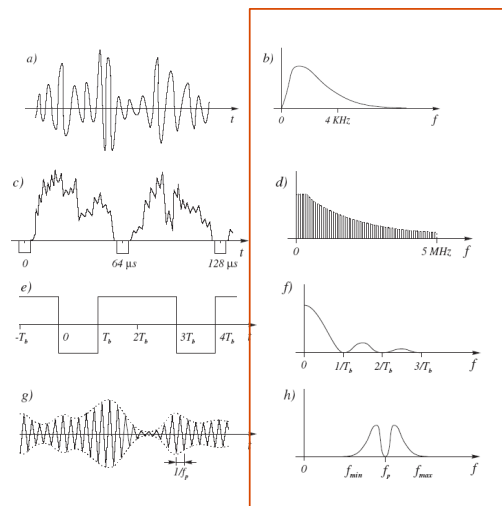 a)
t
b)
0 4 KHz f
c)
t
0 64 µs 128 µs
d)
0 5 MHz
f
e)
-T_b 0 T_b 2T_b 3T_b 4T_b t
f)
1/T_b 2/T_b 3/T_b
f
g)
t
1/f_p
h)
0 f_min f_p f_max f